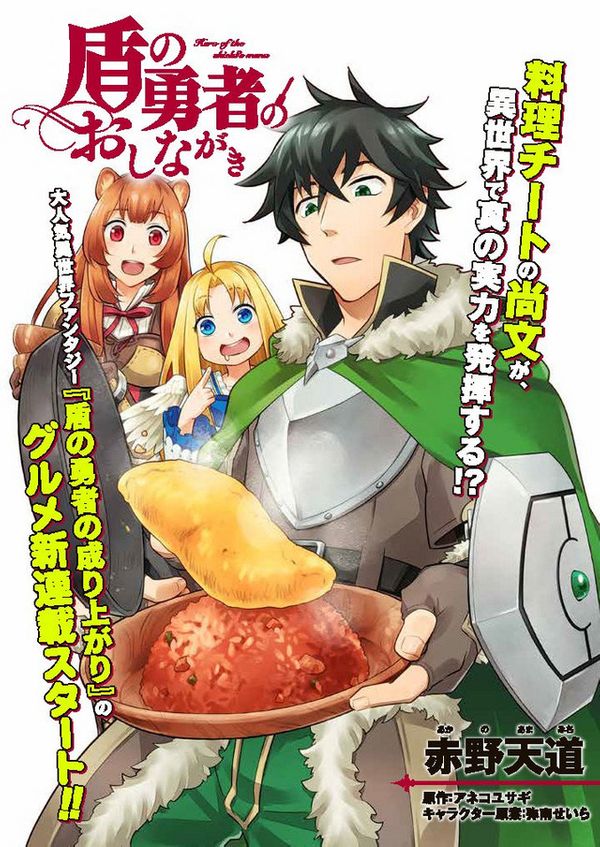 盾の勇者の
おしながき
Hero of the
shield's menu
料理チートの尚文が、
異世界で真の実力を発揮する!?
大人気異世界ファンタジー
『盾の勇者の成り上がり』の
グルメ新連載スタート!!
あか の あま みち
赤野天道
原作:アネコユサギ
キャラクター原案:弥南せいら